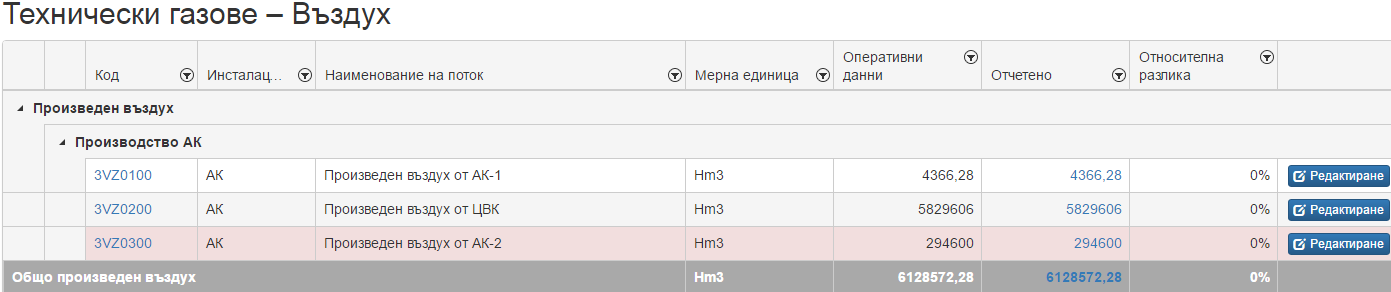 Технически газове – Въздух
Код Инсталац... Наименование на поток Мерна единица Оперативни данни Отчетено Относителна разлика
Произведен въздух
Производство АК
3VZ0100 АК Произведен въздух от АК-1 Hm3 4366,28 4366,28 0% Редактиране
3VZ0200 АК Произведен въздух от ЦВК Hm3 5829606 5829606 0% Редактиране
3VZ0300 АК Произведен въздух от АК-2 Hm3 294600 294600 0% Редактиране
Общо произведен въздух Hm3 6128572,28 6128572,28 0%